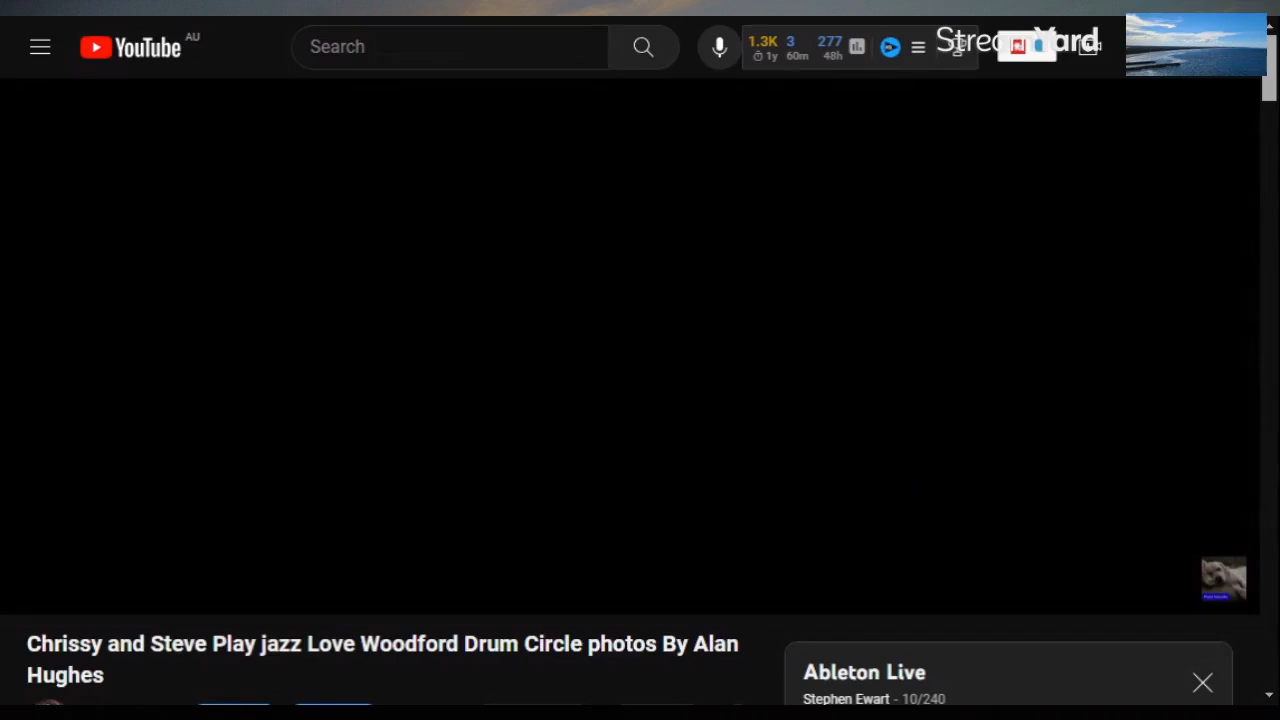 YouTube AU
Search
1.3K 3 277
1y 60m 48h
StreamYard
Chrissy and Steve Play jazz Love Woodford Drum Circle photos By Alan
Hughes
Ableton Live
Stephen Ewart - 10/240